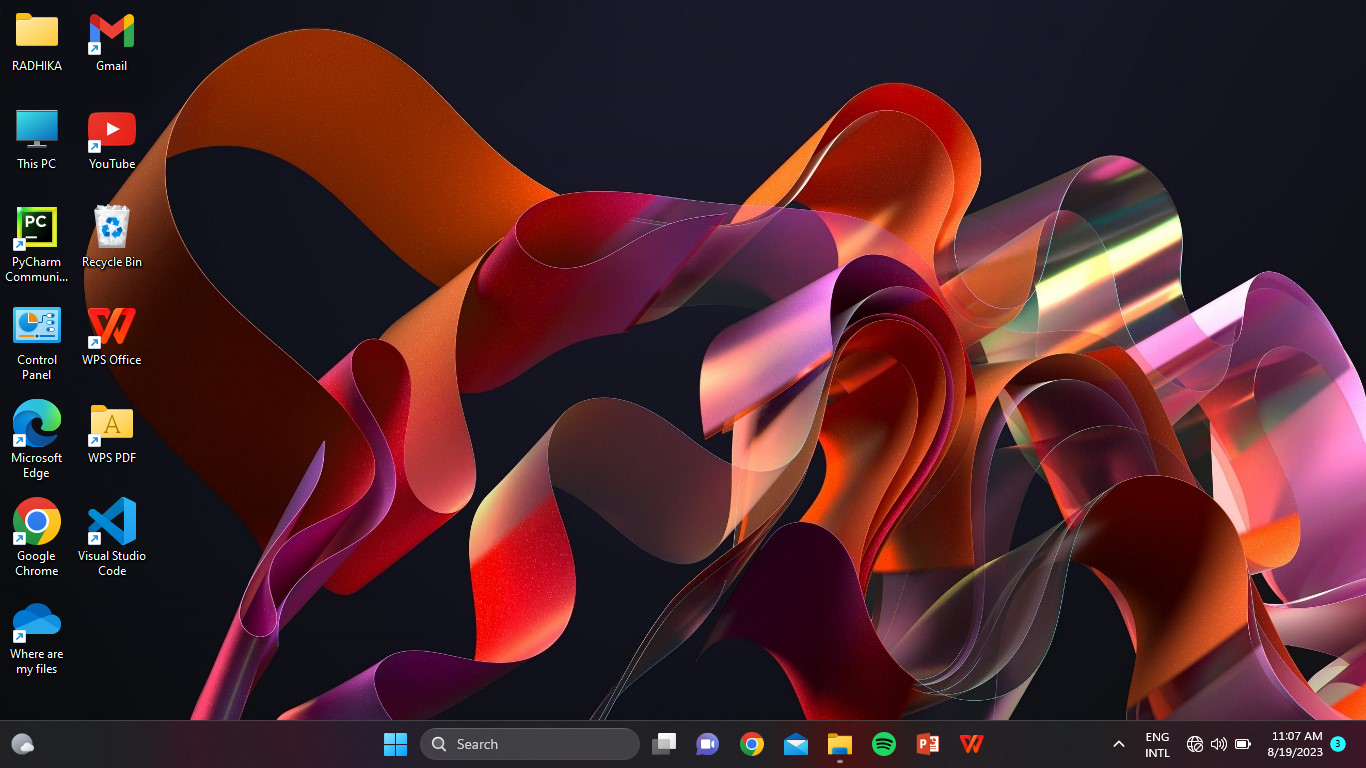 RADHIKA
Gmail
This PC
YouTube
PC
PyCharm
Communi...
Recycle Bin
Control
Panel
WPS Office
Microsoft
Edge
A
WPS PDF
Google
Chrome
Visual Studio
Code
Where are
my files
Search
ENG
INTL
11:07 AM
8/19/2023
3